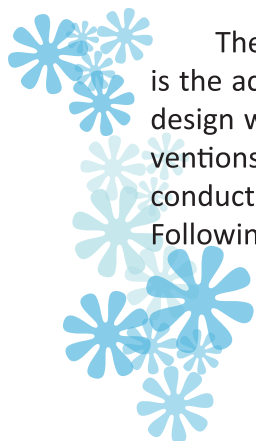 The
is the ac
design w
ventions
conduct
Followin